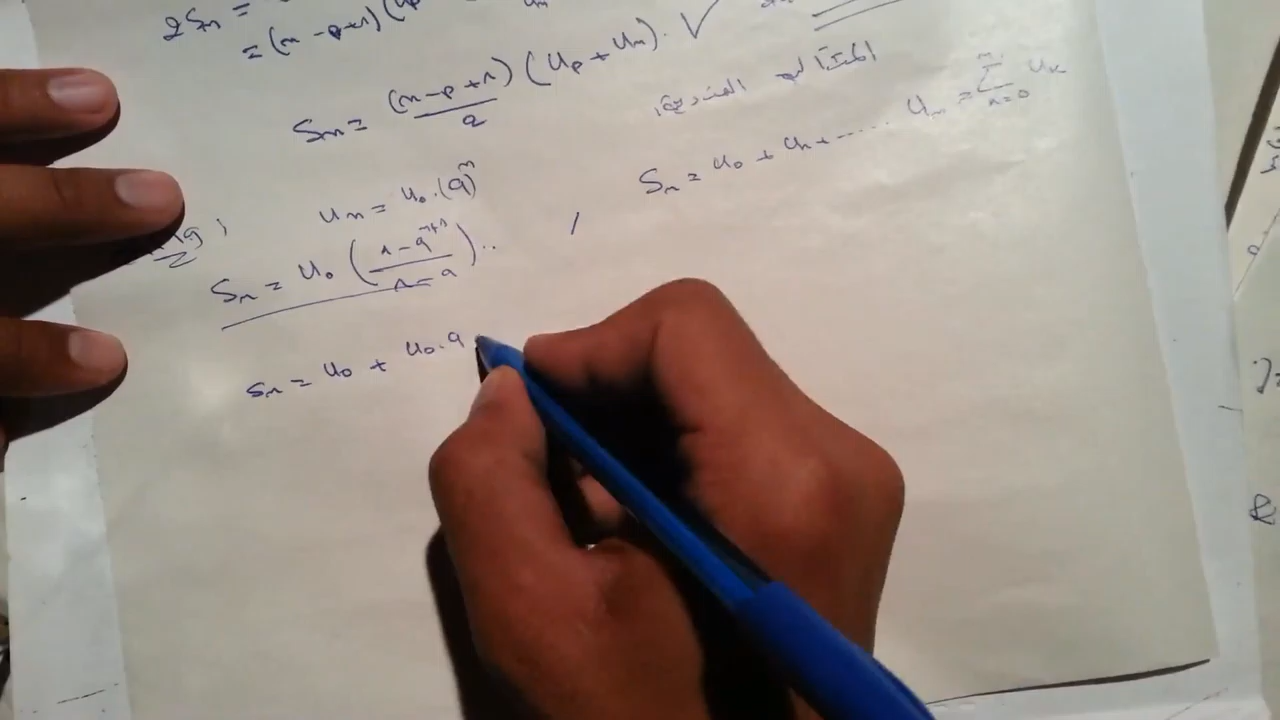 2Sn =
= (n - p + 1)(up
Sn = (n - p + 1)/2 (Up + Un). √
المتتالية الهندسية:
Sn = u0 + u1 + ...... Un = Σ Uk
n=0
Un = U0.(q)^n
Sn = U0 ((1 - q^n+1)/(1 - q))..
/
Sn = U0 + U0.q